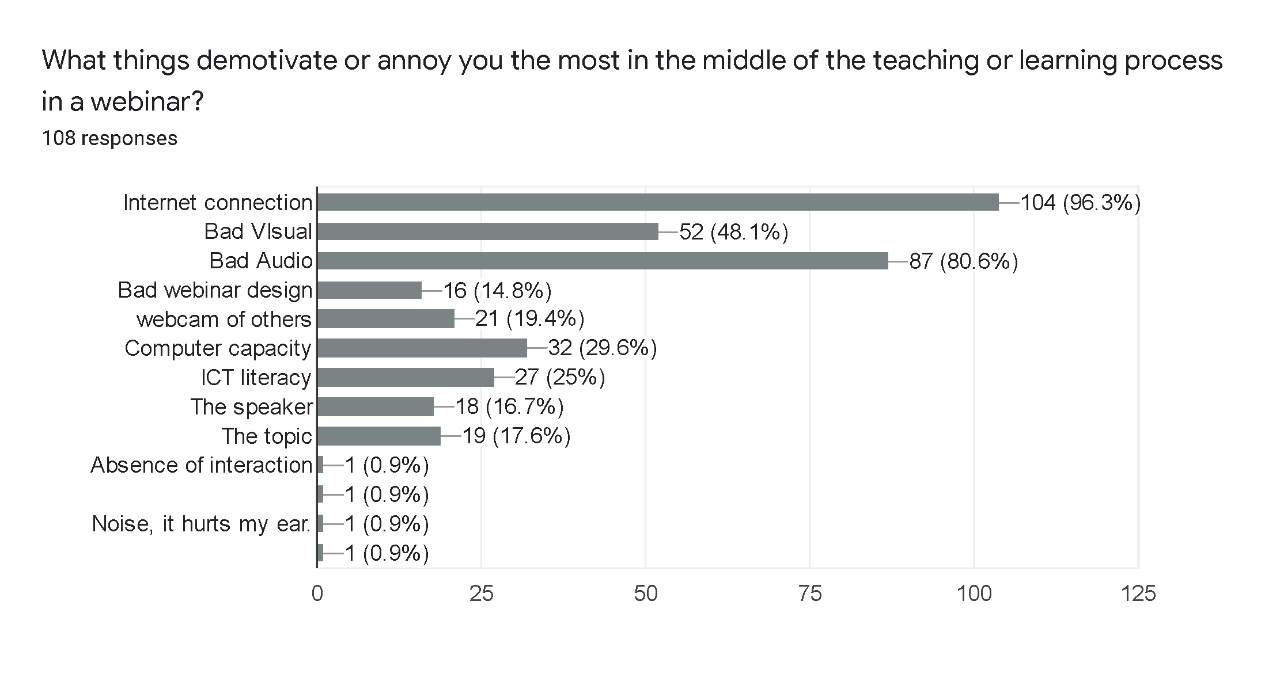 What things demotivate or annoy you the most in the middle of the teaching or learning process
in a webinar?
108 responses
Internet connection 104 (96.3%)
Bad VIsual 52 (48.1%)
Bad Audio 87 (80.6%)
Bad webinar design 16 (14.8%)
webcam of others 21 (19.4%)
Computer capacity 32 (29.6%)
ICT literacy 27 (25%)
The speaker 18 (16.7%)
The topic 19 (17.6%)
Absence of interaction 1 (0.9%)
1 (0.9%)
Noise, it hurts my ear. 1 (0.9%)
1 (0.9%)
0 25 50 75 100 125